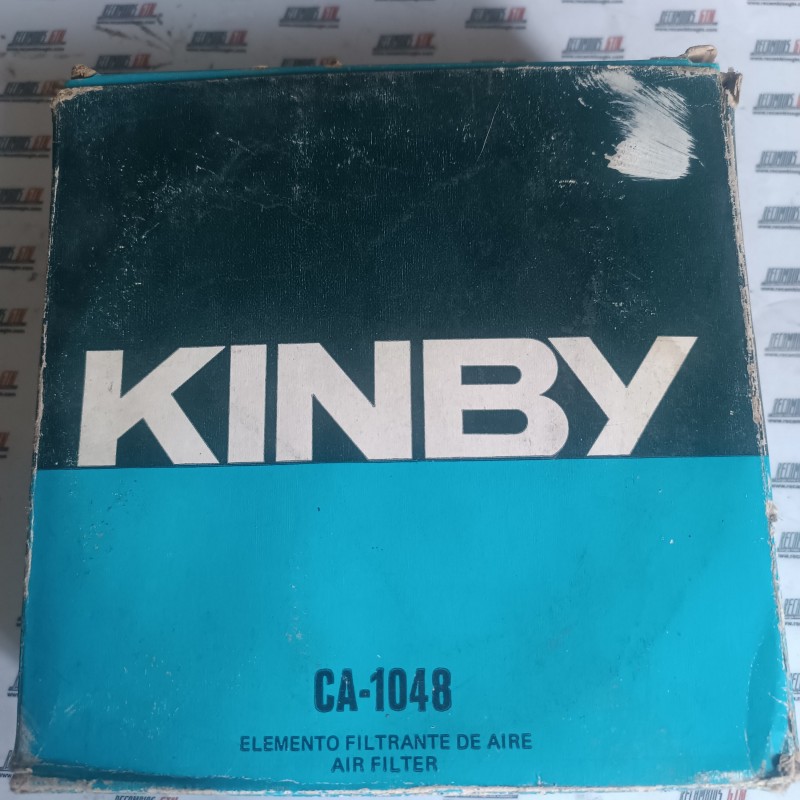 KINBY
CA-1048
ELEMENTO FILTRANTE DE AIRE
AIR FILTER